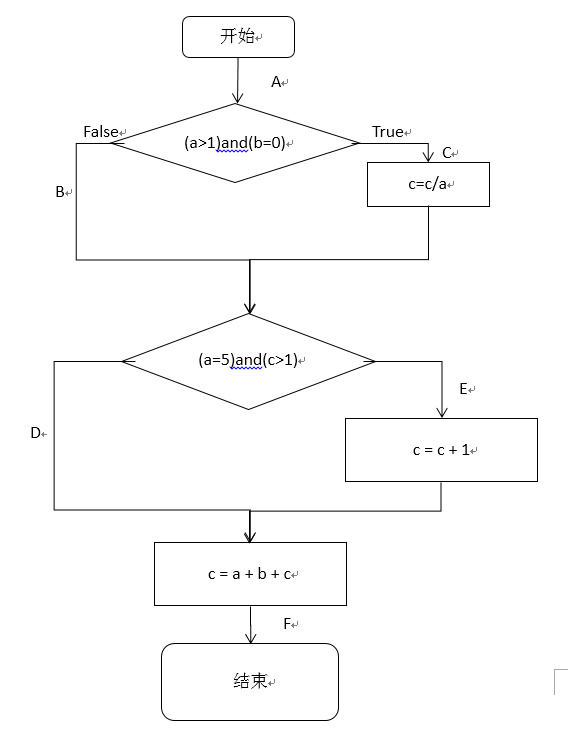 开始
A
False
(a>1)and(b=0)
True
C
B
c=c/a
(a=5)and(c>1)
E
D
c = c + 1
c = a + b + c
F
结束